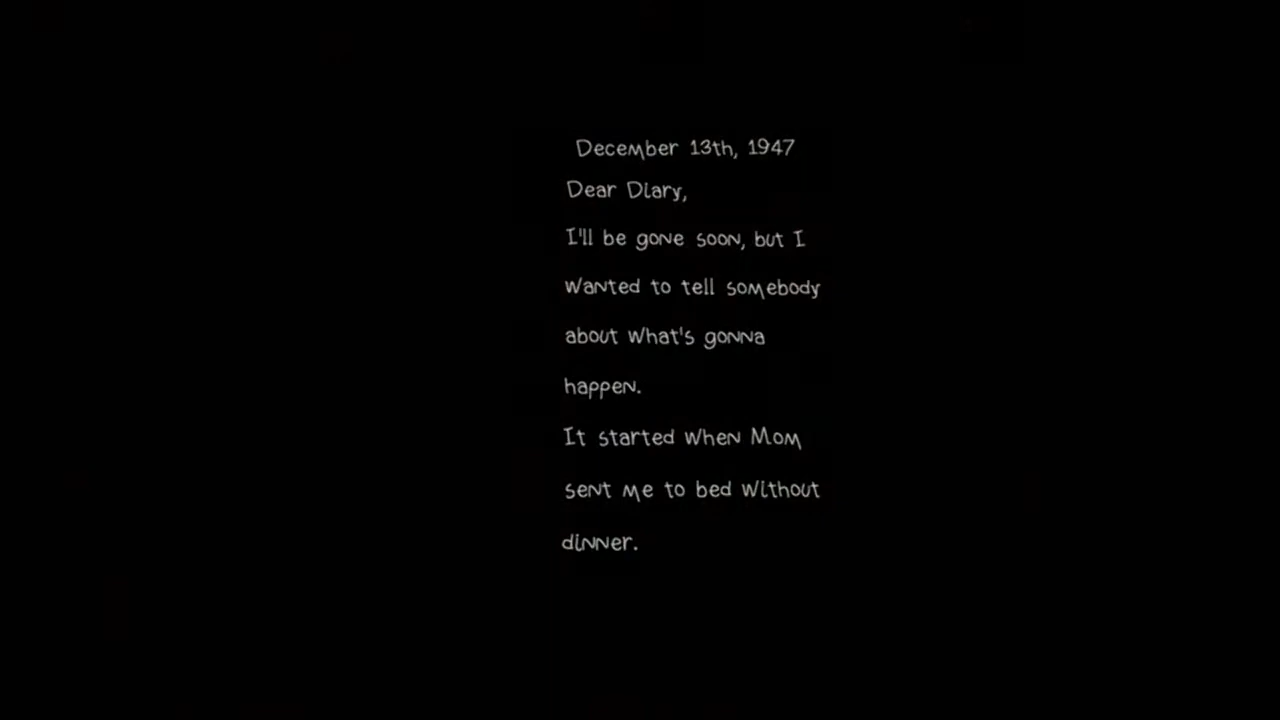 December 13th, 1947
Dear Diary,
I'll be gone soon, but I
wanted to tell somebody
about what's gonna
happen.
It started when Mom
sent me to bed without
dinner.